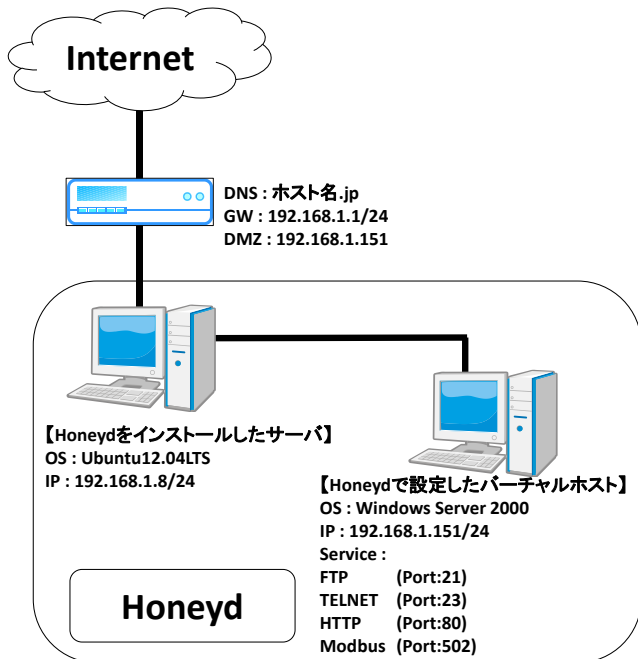 Internet
DNS : ホスト名.jp
GW : 192.168.1.1/24
DMZ : 192.168.1.151
【Honeydをインストールしたサーバ】
OS : Ubuntu12.04LTS
IP : 192.168.1.8/24
【Honeydで設定したバーチャルホスト】
OS : Windows Server 2000
IP : 192.168.1.151/24
Service :
FTP (Port:21)
TELNET (Port:23)
HTTP (Port:80)
Modbus (Port:502)
Honeyd